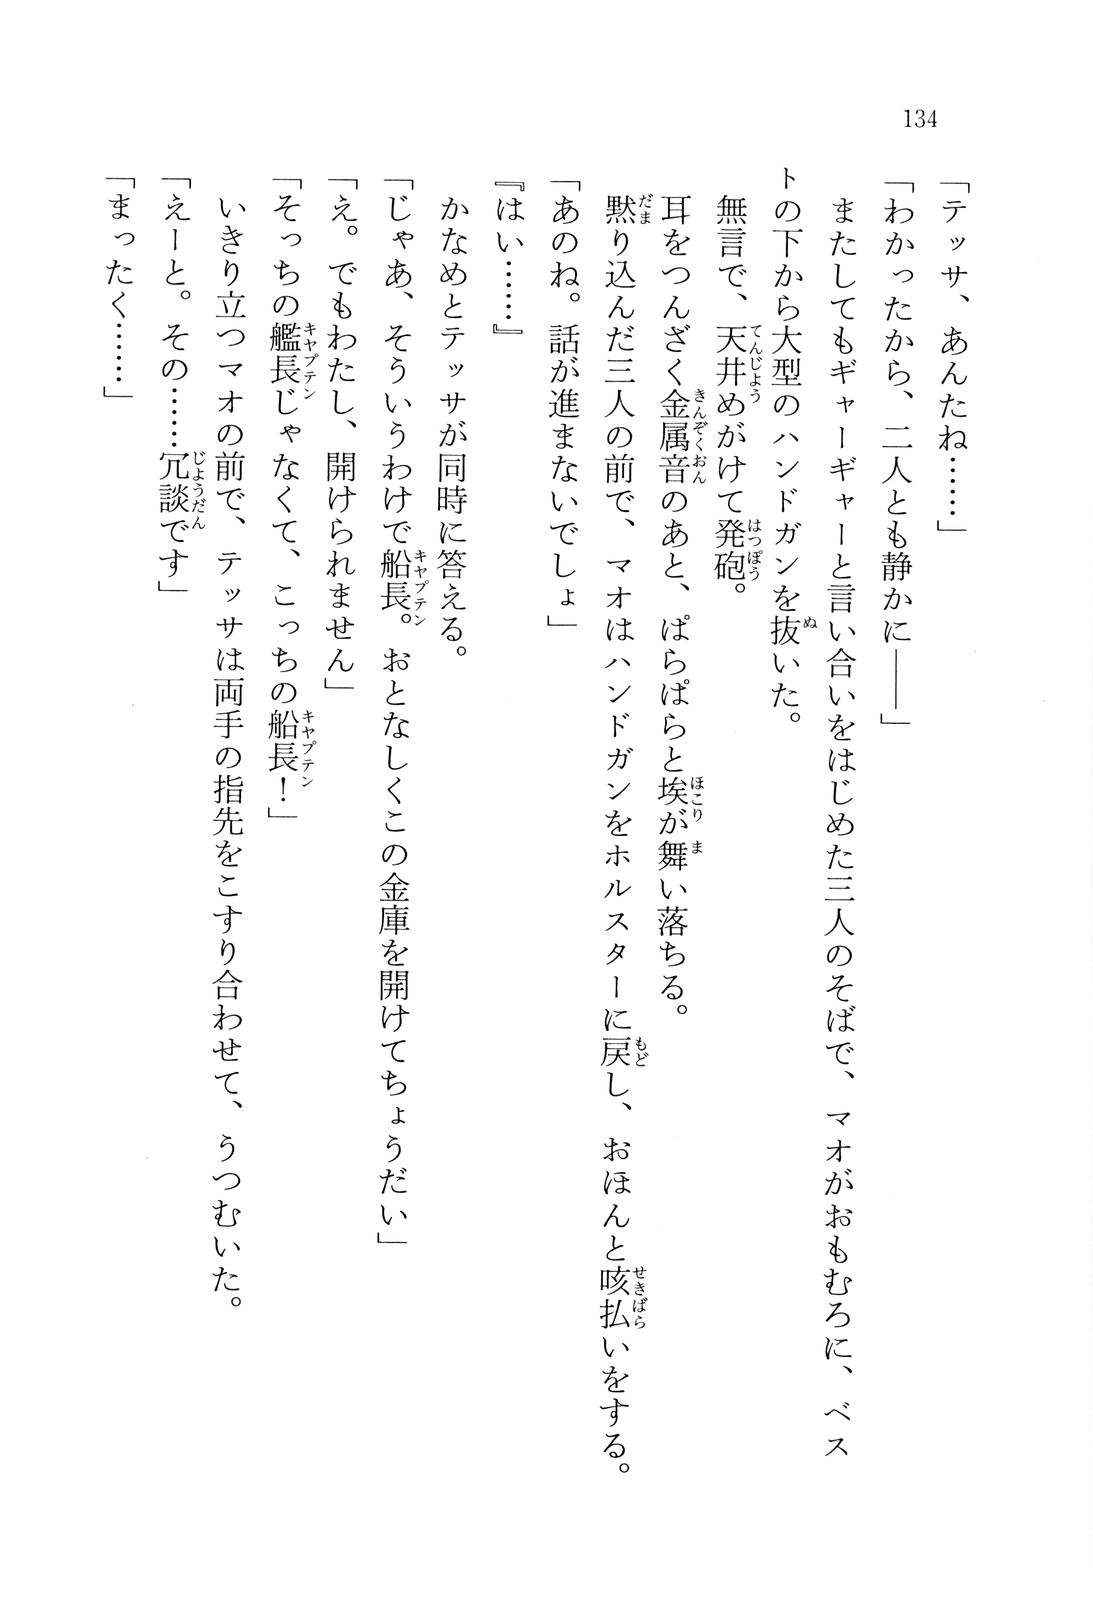 134
「テッサ、あんたね……」
「わかったから、二人とも静かに――」
またしてもギャーギャーと言い合いをはじめた三人のそばで、マオがおもむろに、ベス
トの下から大型のハンドガンを抜いた。
無言で、天井めがけて発砲。
耳をつんざく金属音のあと、ぱらぱらと埃が舞い落ちる。
黙り込んだ三人の前で、マオはハンドガンをホルスターに戻し、おほんと咳払いをする。
「あのね。話が進まないでしょ」
『はい……』
かなめとテッサが同時に答える。
「じゃあ、そういうわけで船長。おとなしくこの金庫を開けてちょうだい」
「え。でもわたし、開けられません」
「そっちの艦長じゃなくて、こっちの船長！」
いきり立つマオの前で、テッサは両手の指先をこすり合わせて、うつむいた。
「えーと。その……冗談です」
「まったく……」